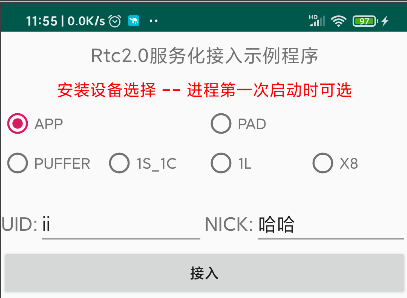 11:55 | 0.0K/s HD 97
Rtc2.0服务化接入示例程序
安装设备选择 -- 进程第一次启动时可选
APP PAD
PUFFER 1S_1C 1L X8
UID: ii NICK: 哈哈
接入